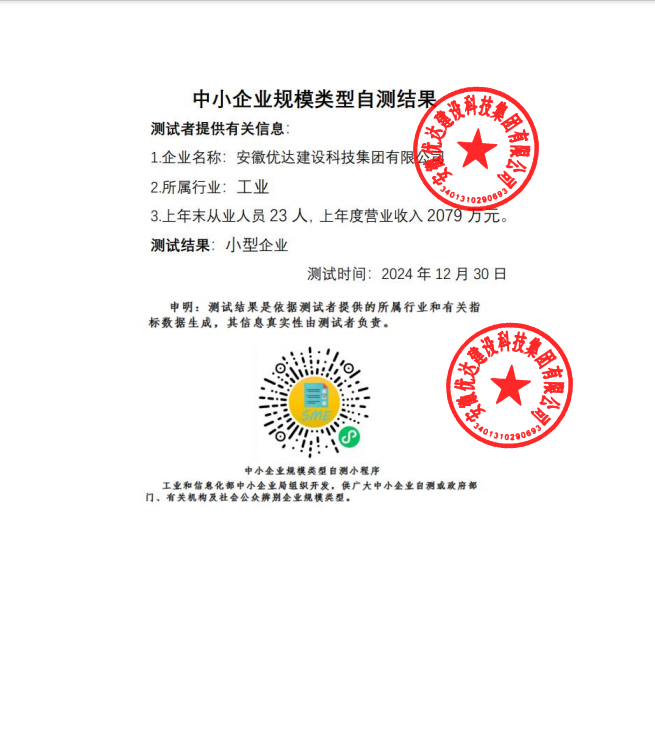 中小企业规模类型自测结果
测试者提供有关信息：
1.企业名称：安徽优达建设科技集团有限公司
2.所属行业：工业
3.上年末从业人员 23 人，上年度营业收入 2079 万元。
测试结果：小型企业
测试时间：2024 年 12 月 30 日
申明：测试结果是依据测试者提供的所属行业和有关指
标数据生成，其信息真实性由测试者负责。
SME
中小企业规模类型自测小程序
工业和信息化部中小企业局组织开发，供广大中小企业自测或政府部
门、有关机构及社会公众辨别企业规模类型。
安徽优达建设科技集团有限公司
3401310290693
安徽优达建设科技集团有限公司
3401310290693